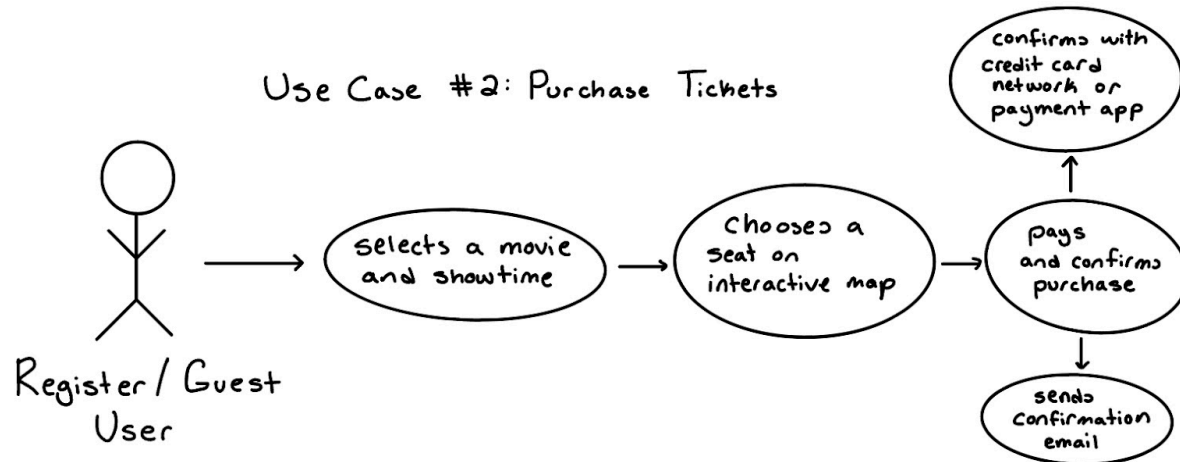 Use Case #2: Purchase Tickets
confirms with
credit card
network or
payment app
selects a movie
and showtime
Chooses a
seat on
interactive map
pays
and confirms
purchase
Register / Guest
User
sends
confirmation
email